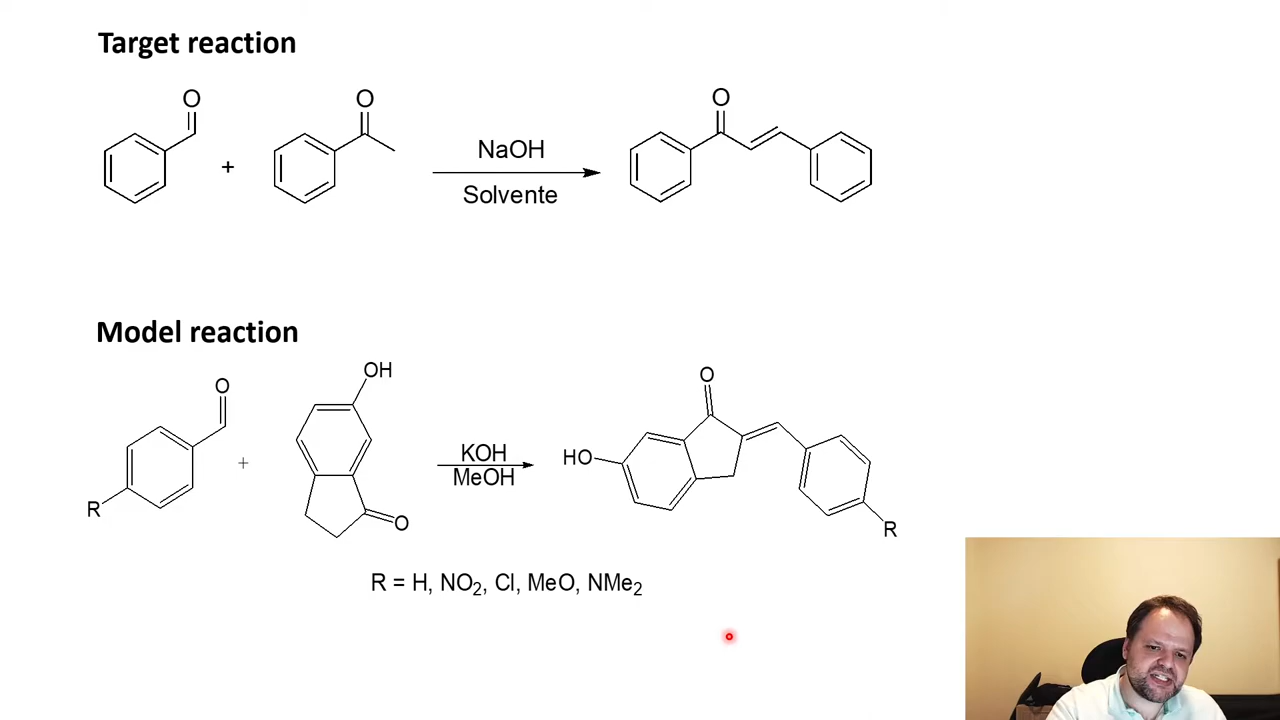 Target reaction
O
O
+
NaOH
Solvente
O
Model reaction
O
R
+
OH
O
KOH
MeOH
O
HO
R
R = H, NO₂, Cl, MeO, NMe₂